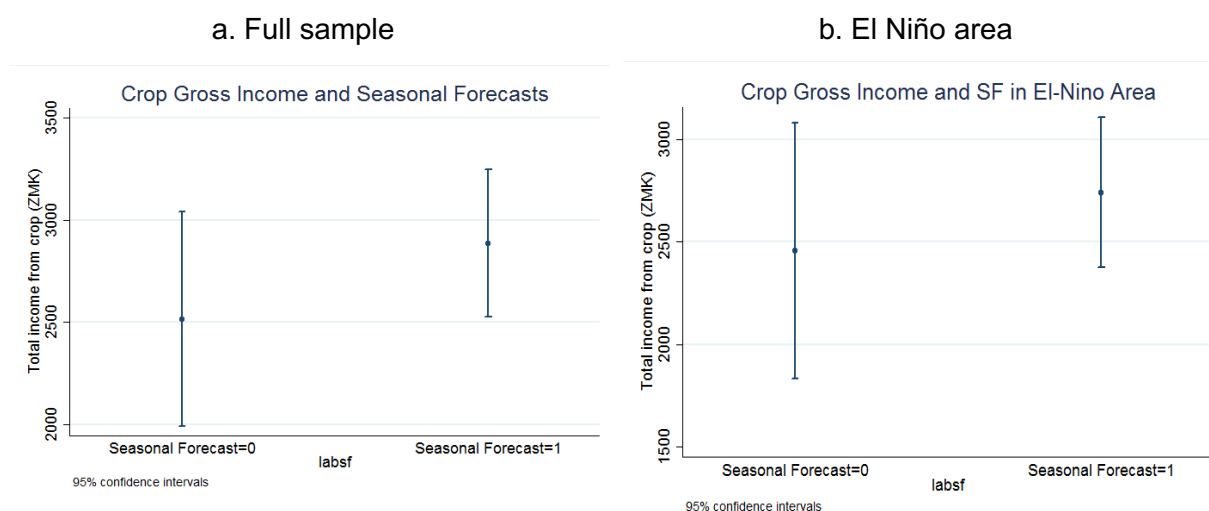 a. Full sample
Crop Gross Income and Seasonal Forecasts
Total income from crop (ZMK)
3500
3000
2500
2000
Seasonal Forecast=0
Seasonal Forecast=1
labsf
95% confidence intervals
b. El Niño area
Crop Gross Income and SF in El-Nino Area
Total income from crop (ZMK)
3000
2500
2000
1500
Seasonal Forecast=0
Seasonal Forecast=1
labsf
95% confidence intervals